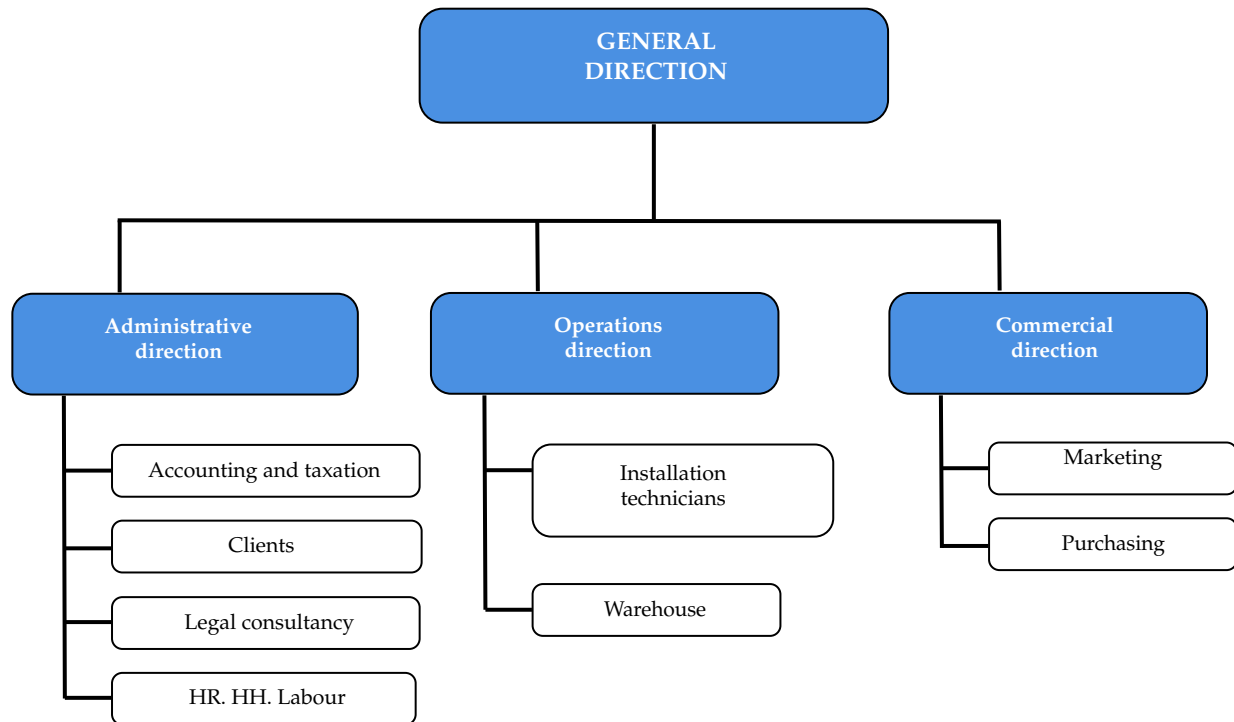 GENERAL
DIRECTION
Administrative
direction
Operations
direction
Commercial
direction
Accounting and taxation
Clients
Legal consultancy
HR. HH. Labour
Installation
technicians
Warehouse
Marketing
Purchasing